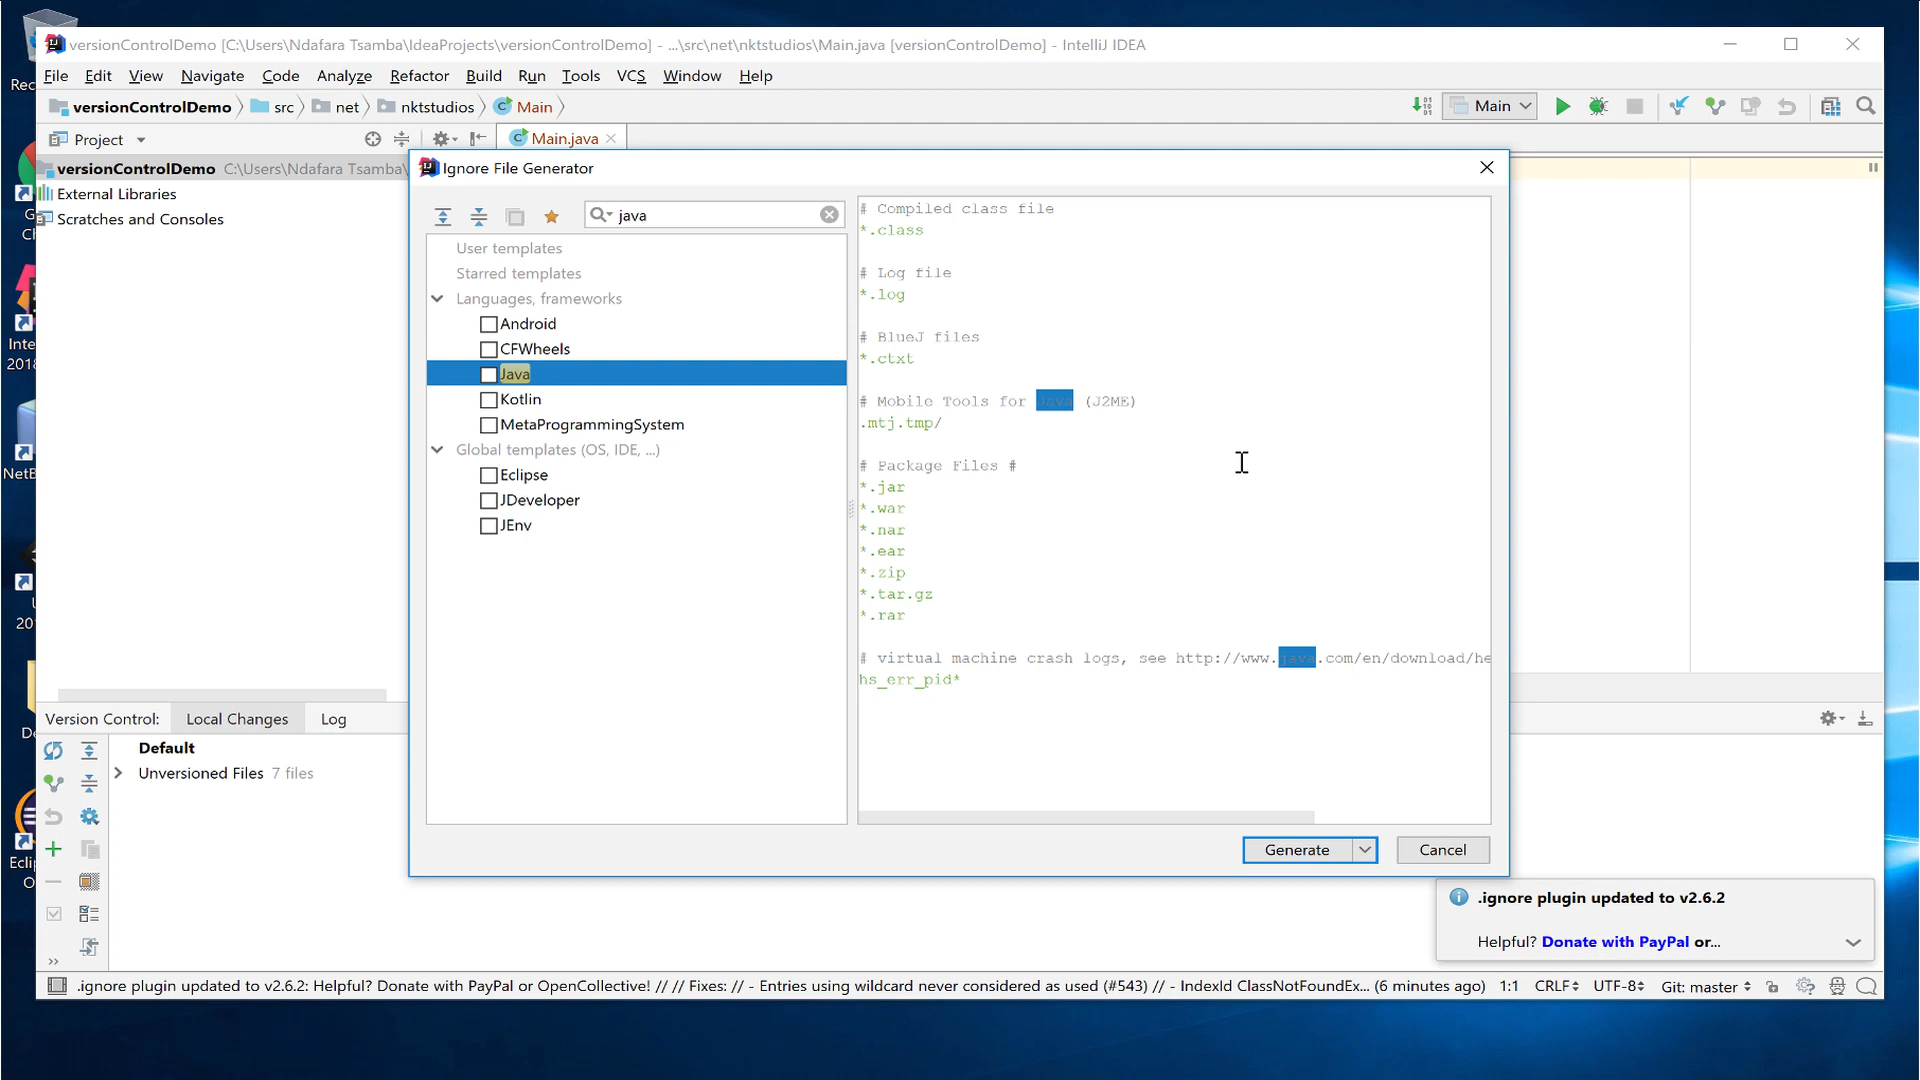 Rec
versionControlDemo [C:\Users\Ndafara Tsamba\IdeaProjects\versionControlDemo] - ...\src\net\nktstudios\Main.java [versionControlDemo] - IntelliJ IDEA
File Edit View Navigate Code Analyze Refactor Build Run Tools VCS Window Help
versionControlDemo src net nktstudios Main
Main
Project
Main.java
versionControlDemo C:\Users\Ndafara Tsamba\
External Libraries
Scratches and Consoles
Ignore File Generator
java
User templates
Starred templates
Languages, frameworks
Android
CFWheels
Java
Kotlin
MetaProgrammingSystem
Global templates (OS, IDE, ...)
Eclipse
JDeveloper
JEnv
# Compiled class file
*.class
# Log file
*.log
# BlueJ files
*.ctxt
# Mobile Tools for Java (J2ME)
.mtj.tmp/
# Package Files #
*.jar
*.war
*.nar
*.ear
*.zip
*.tar.gz
*.rar
# virtual machine crash logs, see http://www.java.com/en/download/he
hs_err_pid*
Generate
Cancel
Version Control: Local Changes Log
Default
Unversioned Files 7 files
.ignore plugin updated to v2.6.2
Helpful? Donate with PayPal or...
.ignore plugin updated to v2.6.2: Helpful? Donate with PayPal or OpenCollective! // // Fixes: // - Entries using wildcard never considered as used (#543) // - IndexId ClassNotFoundEx... (6 minutes ago) 1:1 CRLF UTF-8 Git: master
G
Ch
Inte
2018
NetB
U
201
De
Ecli
O